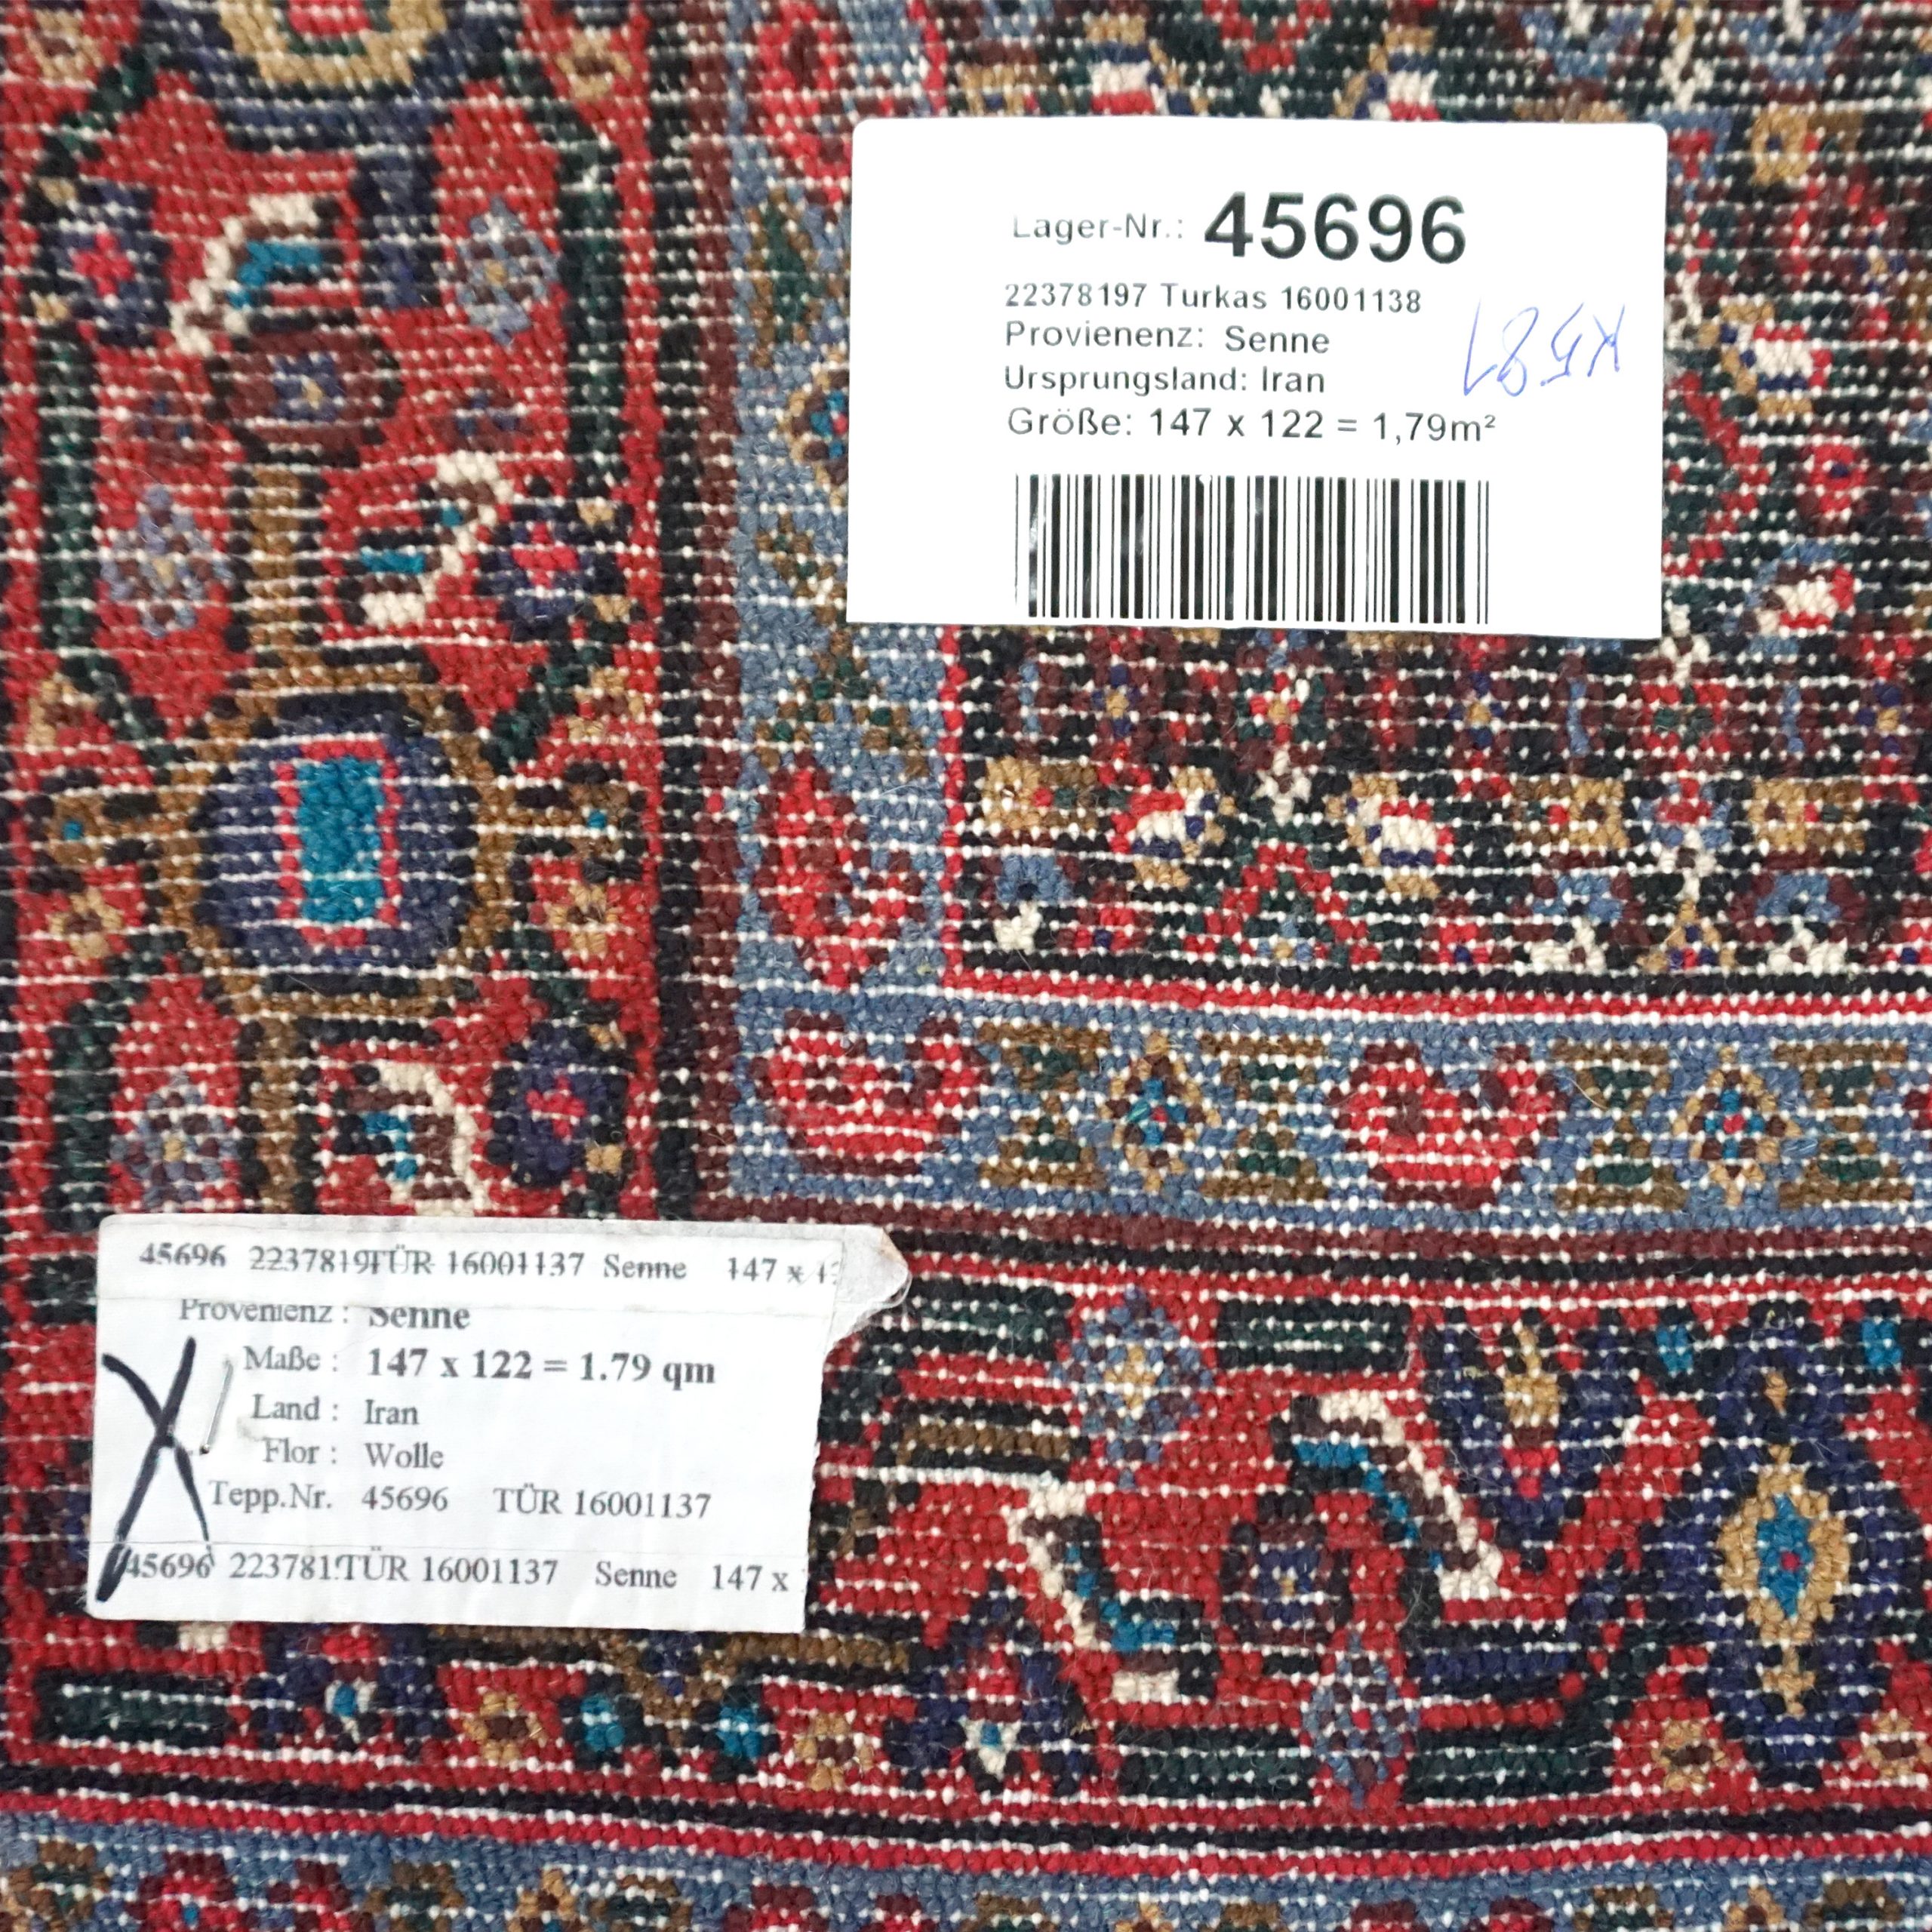 Lager-Nr.: 45696
22378197 Turkas 16001138
Provienenz: Senne
Ursprungsland: Iran
Größe: 147 x 122 = 1,79m²
45696 2237819TÜR 16001137 Senne 147 x
Provenienz : Senne
Maße : 147 x 122 = 1.79 qm
Land : Iran
Flor : Wolle
Tepp.Nr. 45696 TÜR 16001137
45696 223781TÜR 16001137 Senne 147 x